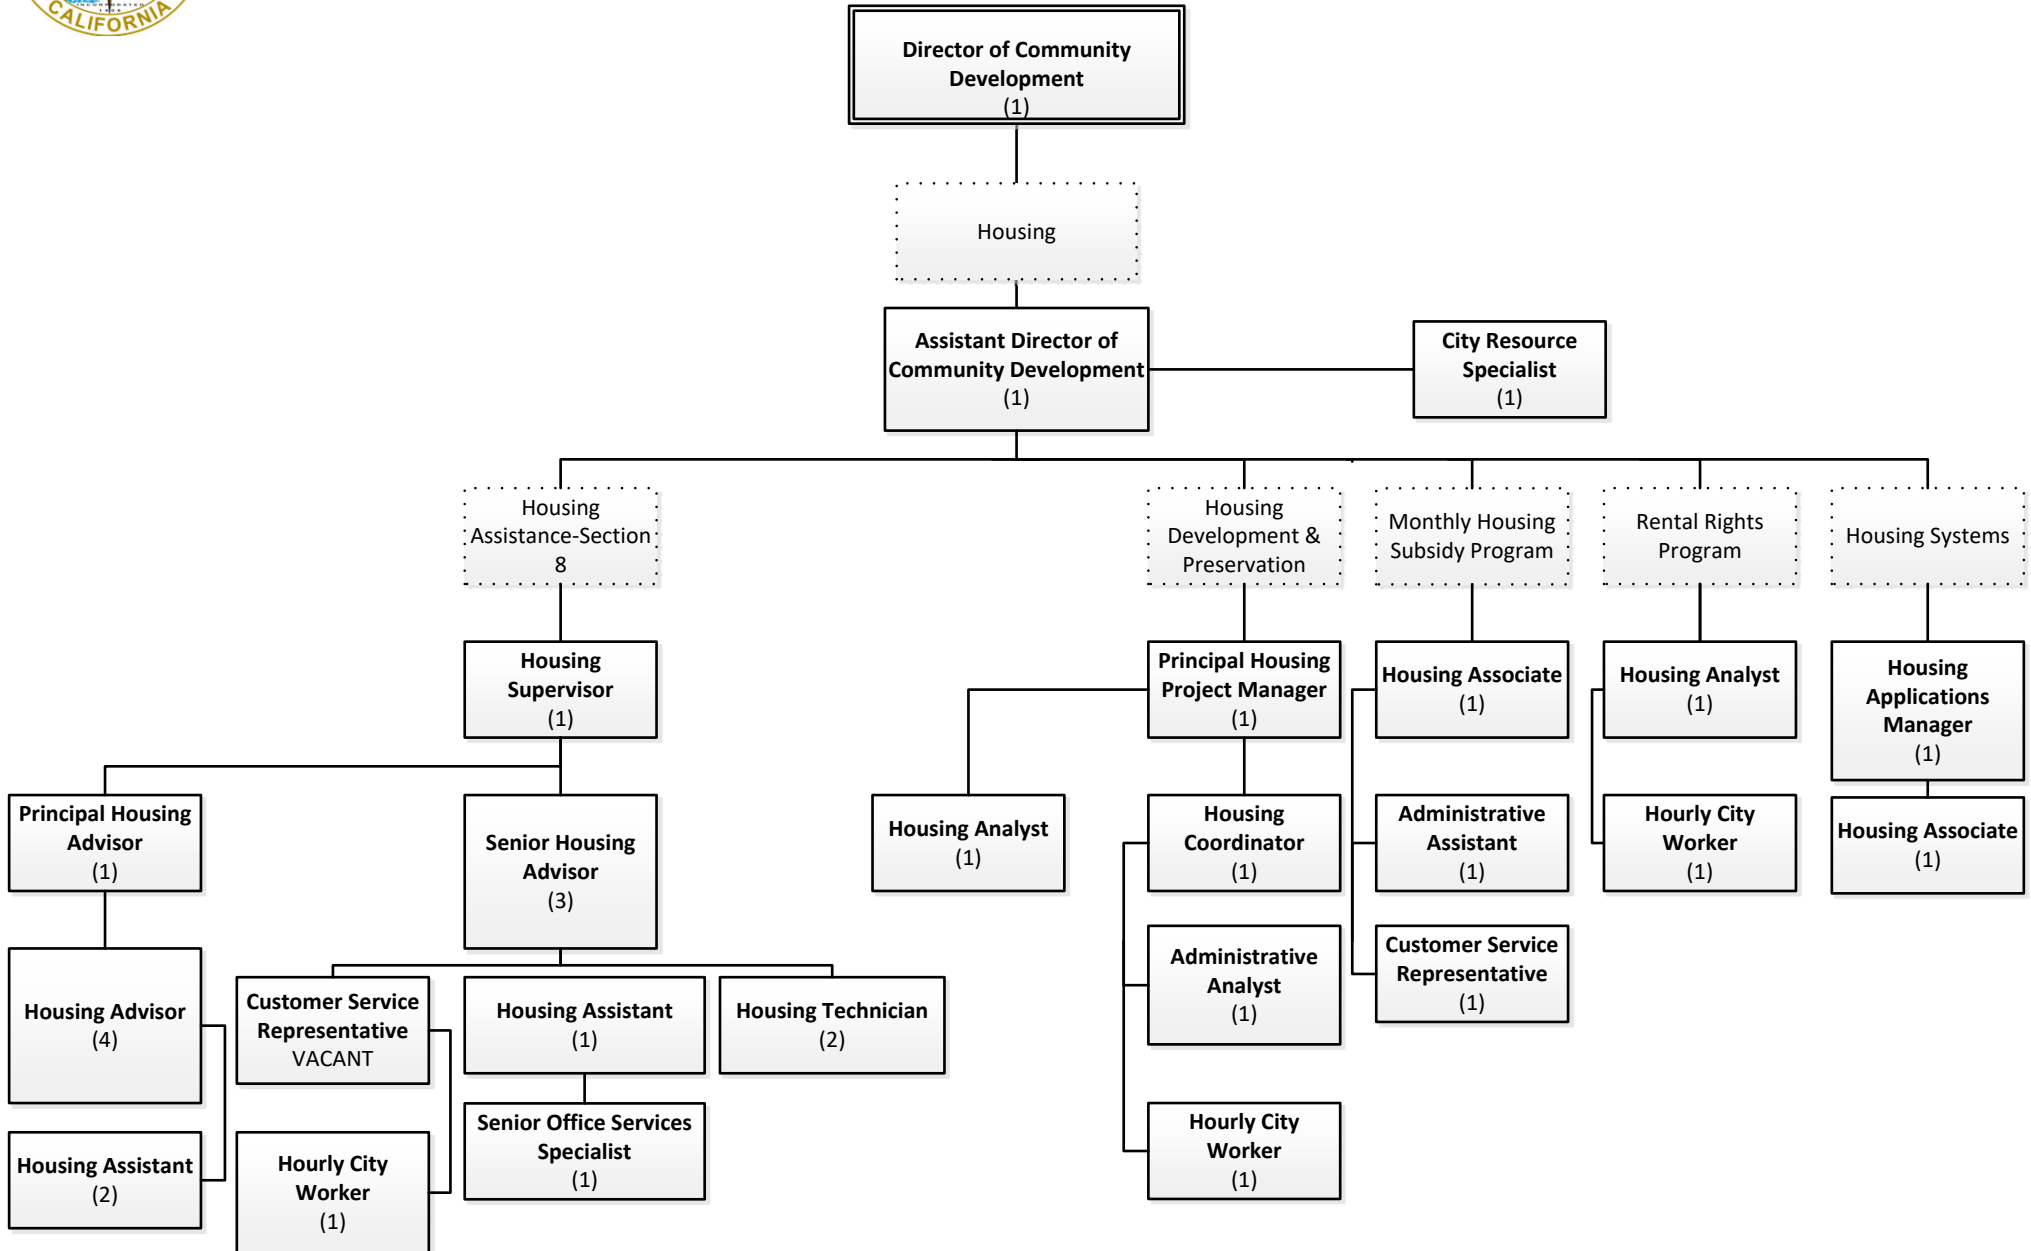 INCORPORATED
1906
CALIFORNIA
Director of Community
Development
(1)
Housing
Assistant Director of
Community Development
(1)
City Resource
Specialist
(1)
Housing
Assistance-Section
8
Housing
Development &
Preservation
Monthly Housing
Subsidy Program
Rental Rights
Program
Housing Systems
Housing
Supervisor
(1)
Principal Housing
Project Manager
(1)
Housing Associate
(1)
Housing Analyst
(1)
Housing
Applications
Manager
(1)
Principal Housing
Advisor
(1)
Senior Housing
Advisor
(3)
Housing Analyst
(1)
Housing
Coordinator
(1)
Administrative
Assistant
(1)
Hourly City
Worker
(1)
Housing Associate
(1)
Housing Advisor
(4)
Customer Service
Representative
VACANT
Housing Assistant
(1)
Housing Technician
(2)
Administrative
Analyst
(1)
Customer Service
Representative
(1)
Housing Assistant
(2)
Hourly City
Worker
(1)
Senior Office Services
Specialist
(1)
Hourly City
Worker
(1)